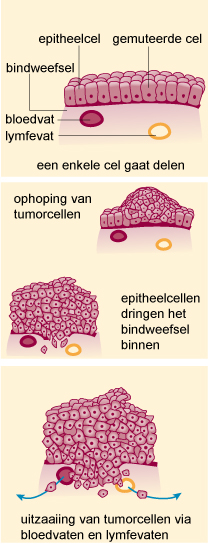 epitheelcel
gemuteerde cel
bindweefsel
bloedvat
lymfevat
een enkele cel gaat delen
ophoping van
tumorcellen
epitheelcellen
dringen het
bindweefsel
binnen
uitzaaiing van tumorcellen via
bloedvaten en lymfevaten